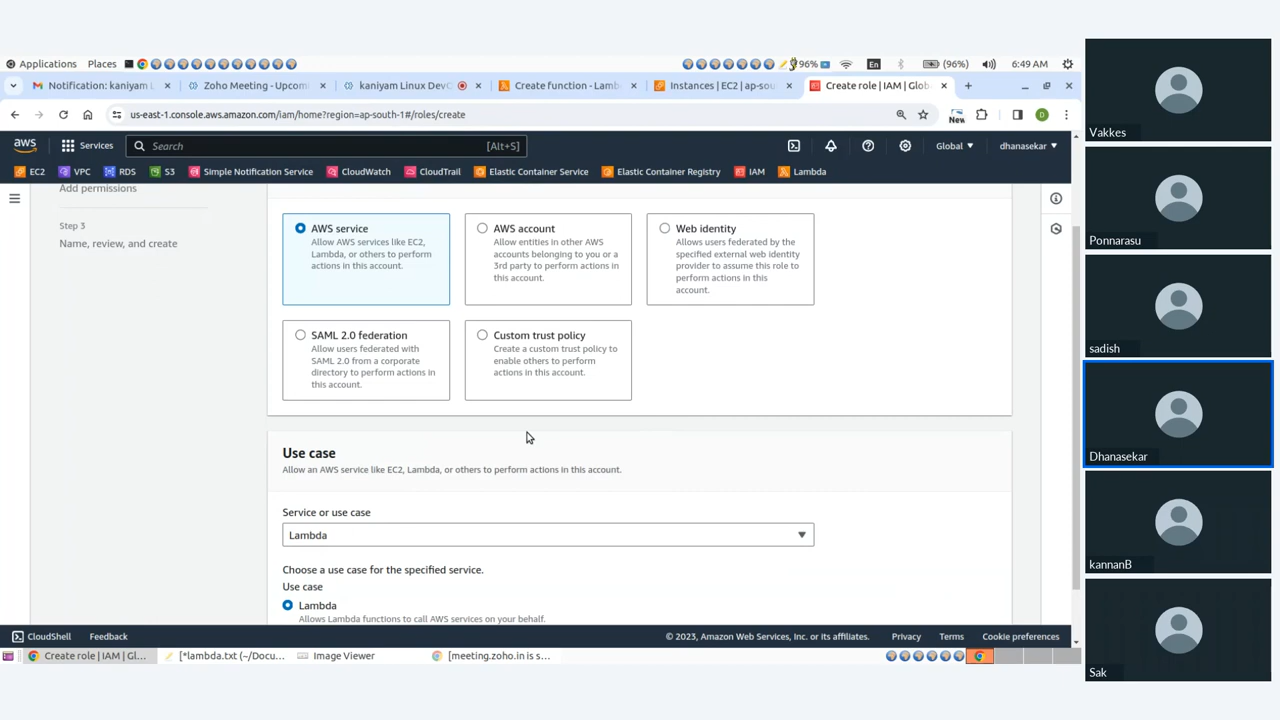 Applications Places 96% En (96%) 6:49 AM
Notification: kaniyam L
Zoho Meeting - Upcomi
kaniyam Linux DevO
Create function - Lamb
Instances | EC2 | ap-sou
Create role | IAM | Glob
us-east-1.console.aws.amazon.com/iam/home?region=ap-south-1#/roles/create
New
aws Services Search [Alt+S] Global dhanasekar
EC2 VPC RDS S3 Simple Notification Service CloudWatch CloudTrail Elastic Container Service Elastic Container Registry IAM Lambda
Add permissions
Step 3
Name, review, and create
AWS service
Allow AWS services like EC2,
Lambda, or others to perform
actions in this account.
AWS account
Allow entities in other AWS
accounts belonging to you or a
3rd party to perform actions in
this account.
Web identity
Allows users federated by the
specified external web identity
provider to assume this role to
perform actions in this
account.
SAML 2.0 federation
Allow users federated with
SAML 2.0 from a corporate
directory to perform actions in
this account.
Custom trust policy
Create a custom trust policy to
enable others to perform
actions in this account.
Use case
Allow an AWS service like EC2, Lambda, or others to perform actions in this account.
Service or use case
Lambda
Choose a use case for the specified service.
Use case
Lambda
Allows Lambda functions to call AWS services on your behalf.
CloudShell Feedback © 2023, Amazon Web Services, Inc. or its affiliates. Privacy Terms Cookie preferences
Create role | IAM | Gl... [*lambda.txt (~/Docu... Image Viewer [meeting.zoho.in is s...
Vakkes
Ponnarasu
sadish
Dhanasekar
kannanB
Sak